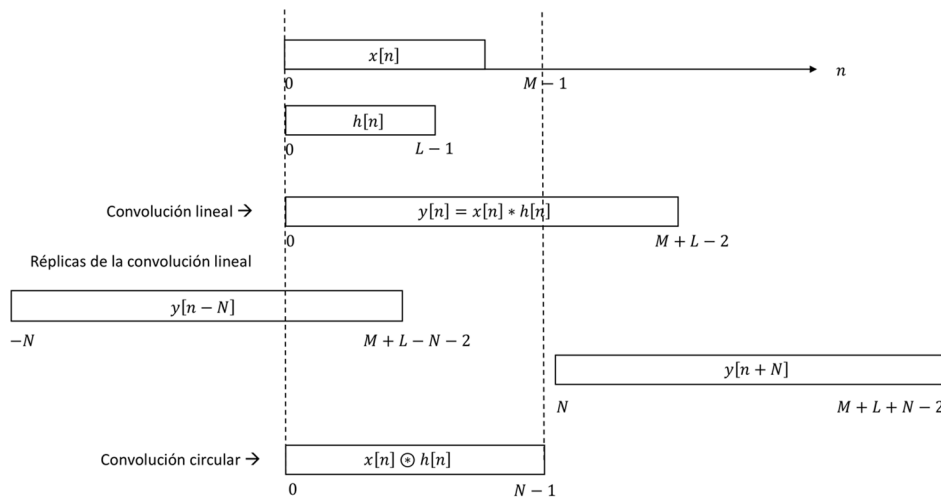 x[n]
n
0
M − 1
h[n]
0
L − 1
Convolución lineal →
y[n] = x[n] ∗ h[n]
0
M + L − 2
Réplicas de la convolución lineal
y[n − N]
−N
M + L − N − 2
y[n + N]
N
M + L + N − 2
Convolución circular →
x[n] ⊛ h[n]
0
N − 1